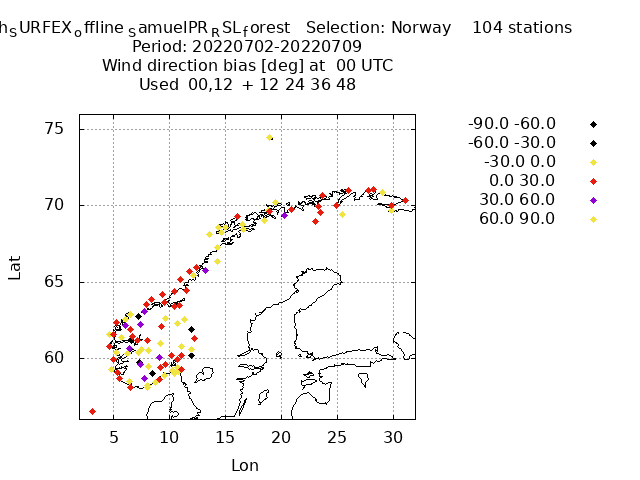 hSURFEXoffline SamuelPRRSLforest Selection: Norway 104 stations
Period: 20220702-20220709
Wind direction bias [deg] at 00 UTC
Used 00,12 + 12 24 36 48
-90.0 -60.0
-60.0 -30.0
-30.0 0.0
0.0 30.0
30.0 60.0
60.0 90.0
75
70
65
60
Lat
5 10 15 20 25 30
Lon